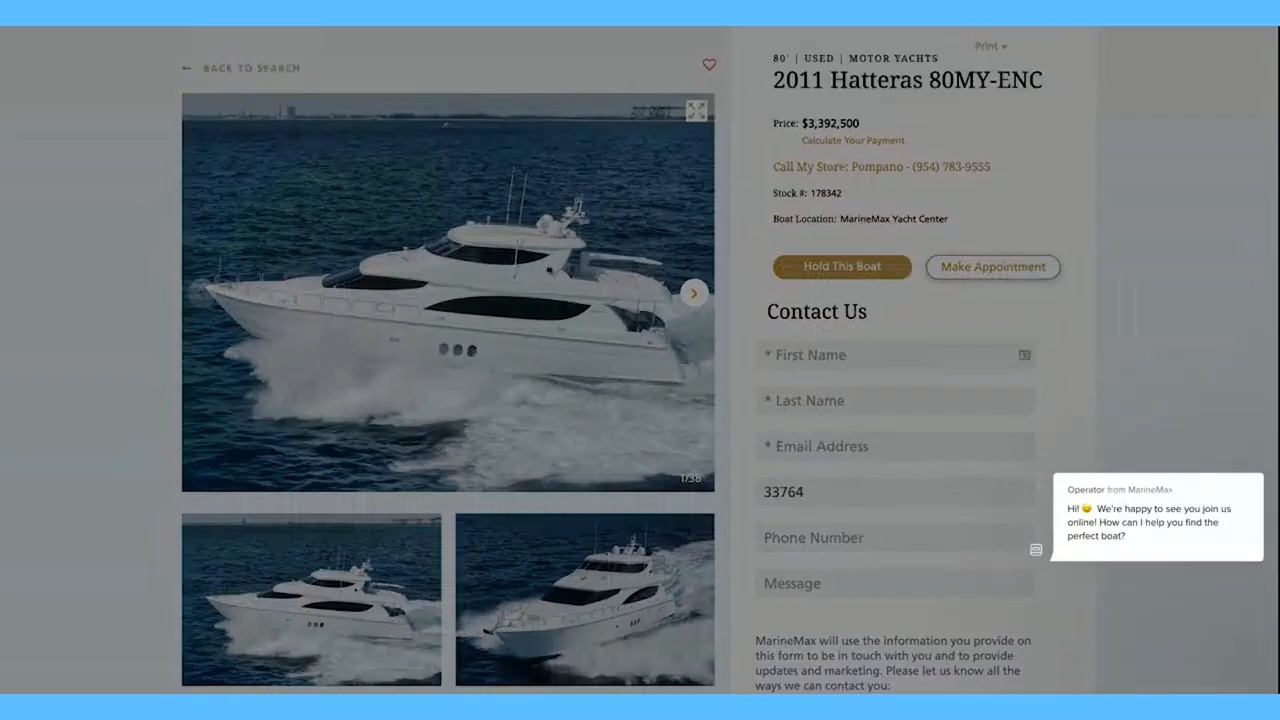 ← BACK TO SEARCH
1/38
Print
80' | USED | MOTOR YACHTS
2011 Hatteras 80MY-ENC
Price: $3,392,500
Calculate Your Payment
Call My Store: Pompano - (954) 783-9555
Stock #: 178342
Boat Location: MarineMax Yacht Center
Hold This Boat
Make Appointment
Contact Us
* First Name
* Last Name
* Email Address
33764
Phone Number
Message
MarineMax will use the information you provide on
this form to be in touch with you and to provide
updates and marketing. Please let us know all the
ways we can contact you:
Operator from MarineMax
Hi! 😀 We're happy to see you join us
online! How can I help you find the
perfect boat?